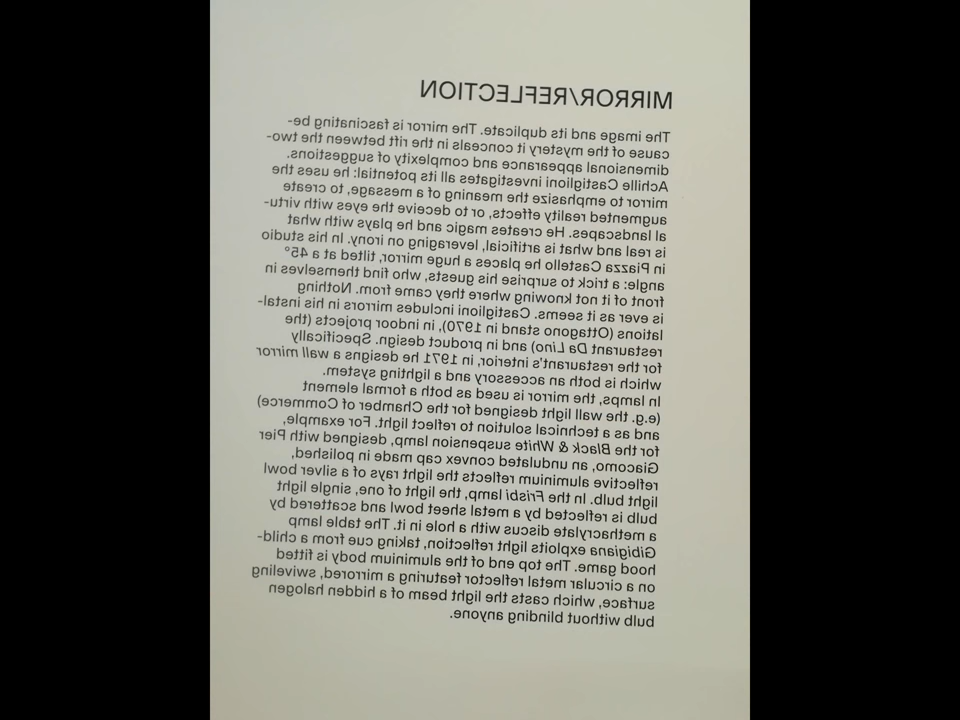 MIRROR/REFLECTION
The image and its duplicate. The mirror is fascinating be-
cause of the mystery it conceals in the rift between the two-
dimensional appearance and complexity of suggestions.
Achille Castiglioni investigates all its potential: he uses the
mirror to emphasize the meaning of a message, to create
augmented reality effects, or to deceive the eyes with virtu-
al landscapes. He creates magic and he plays with what
is real and what is artificial, leveraging on irony. In his studio
in Piazza Castello he places a huge mirror, tilted at a 45°
angle: a trick to surprise his guests, who find themselves in
front of it not knowing where they came from. Nothing
is ever as it seems. Castiglioni includes mirrors in his instal-
lations (Ottagono stand in 1970), in indoor projects (the
restaurant Da Lino) and in product design. Specifically
for the restaurant's interior, in 1971 he designs a wall mirror
which is both an accessory and a lighting system.
In lamps, the mirror is used as both a formal element
(e.g. the wall light designed for the Chamber of Commerce)
and as a technical solution to reflect light. For example,
for the Black & White suspension lamp, designed with Pier
Giacomo, an undulated convex cap made in polished,
reflective aluminium reflects the light rays of a silver bowl
light bulb. In the Frisbi lamp, the light of one, single light
bulb is reflected by a metal sheet bowl and scattered by
a methacrylate discus with a hole in it. The table lamp
Gibigiana exploits light reflection, taking cue from a child-
hood game. The top end of the aluminium body is fitted
on a circular metal reflector featuring a mirrored, swiveling
surface, which casts the light beam of a hidden halogen
bulb without blinding anyone.